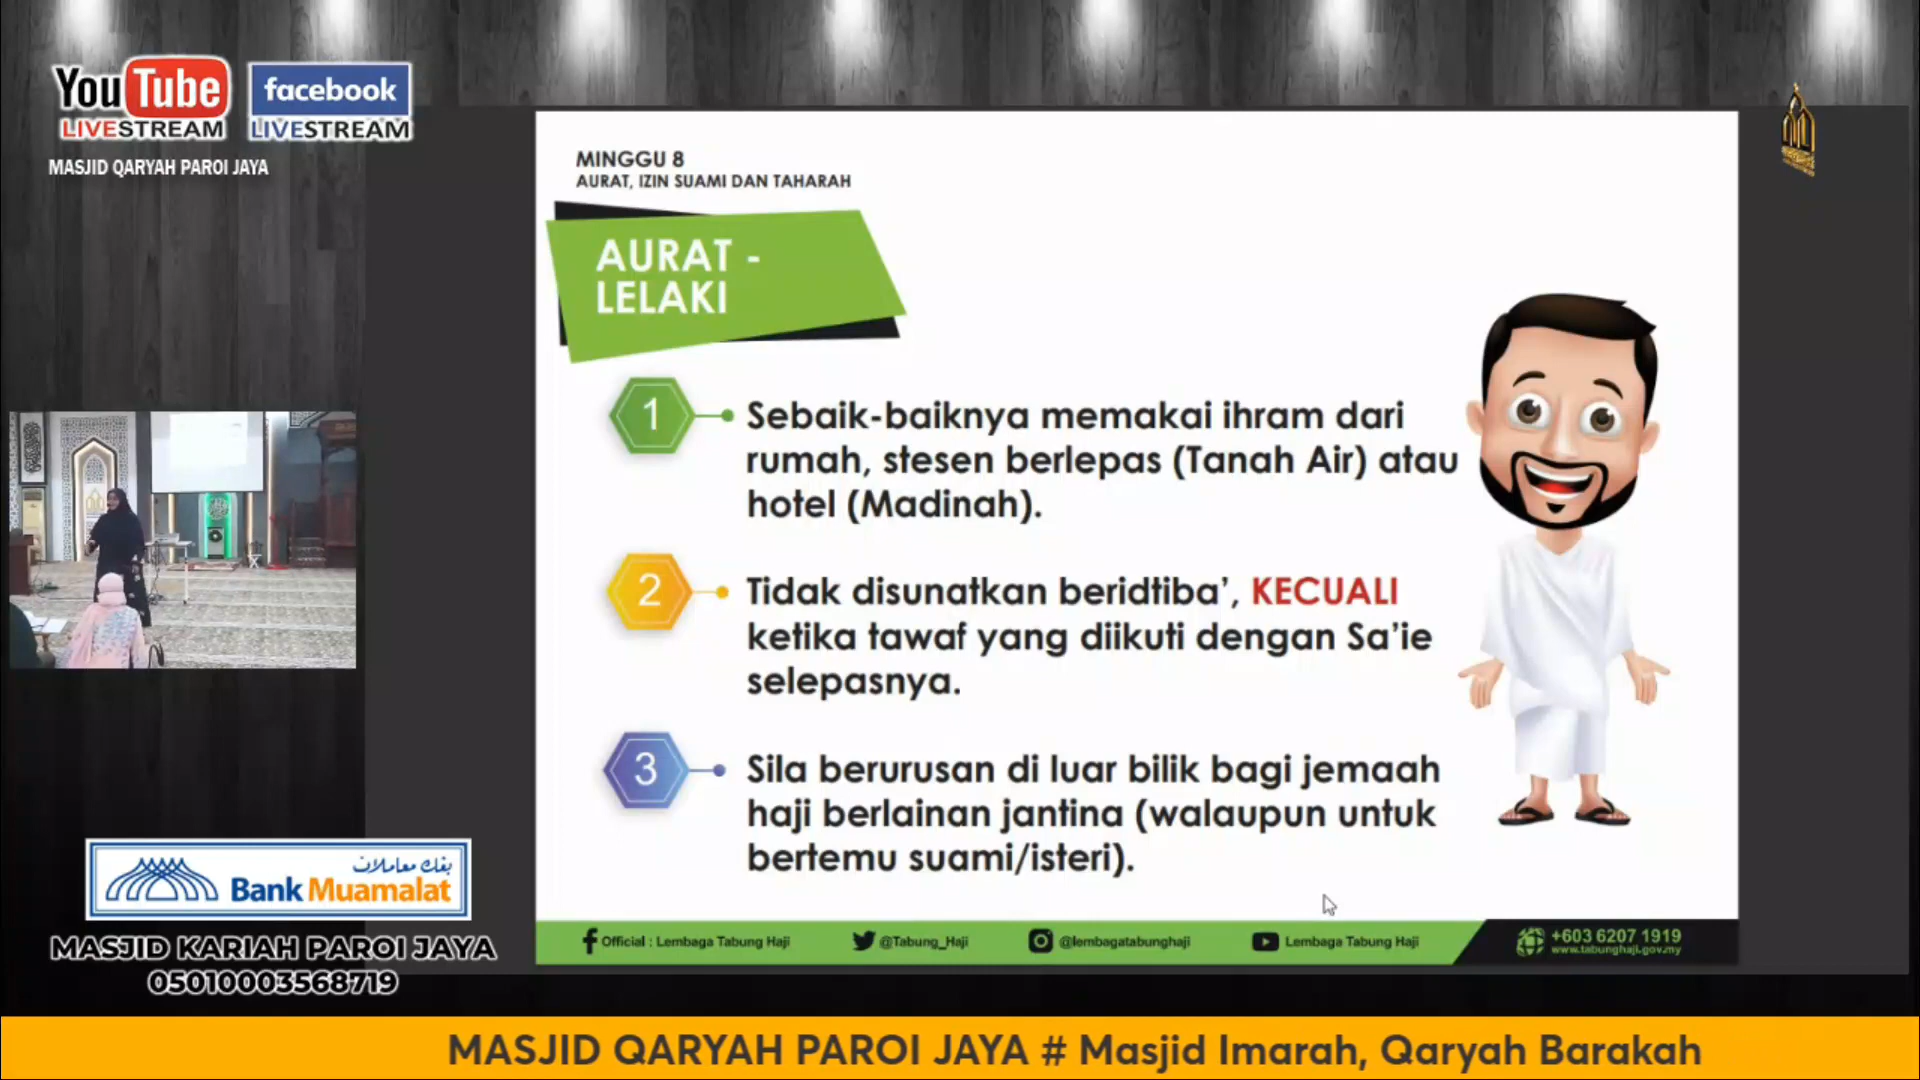 YouTube
LIVESTREAM
facebook
LIVESTREAM
MASJID QARYAH PAROI JAYA
MINGGU 8
AURAT, IZIN SUAMI DAN TAHARAH
AURAT -
LELAKI
1
Sebaik-baiknya memakai ihram dari
rumah, stesen berlepas (Tanah Air) atau
hotel (Madinah).
2
Tidak disunatkan beridtiba’, KECUALI
ketika tawaf yang diikuti dengan Sa’ie
selepasnya.
3
Sila berurusan di luar bilik bagi jemaah
haji berlainan jantina (walaupun untuk
bertemu suami/isteri).
Official : Lembaga Tabung Haji
@Tabung_Haji
@lembagatabunghaji
Lembaga Tabung Haji
+603 6207 1919
www.tabunghaji.gov.my
بنك معاملات
Bank Muamalat
MASJID KARIAH PAROI JAYA
05010003568719
MASJID QARYAH PAROI JAYA # Masjid Imarah, Qaryah Barakah